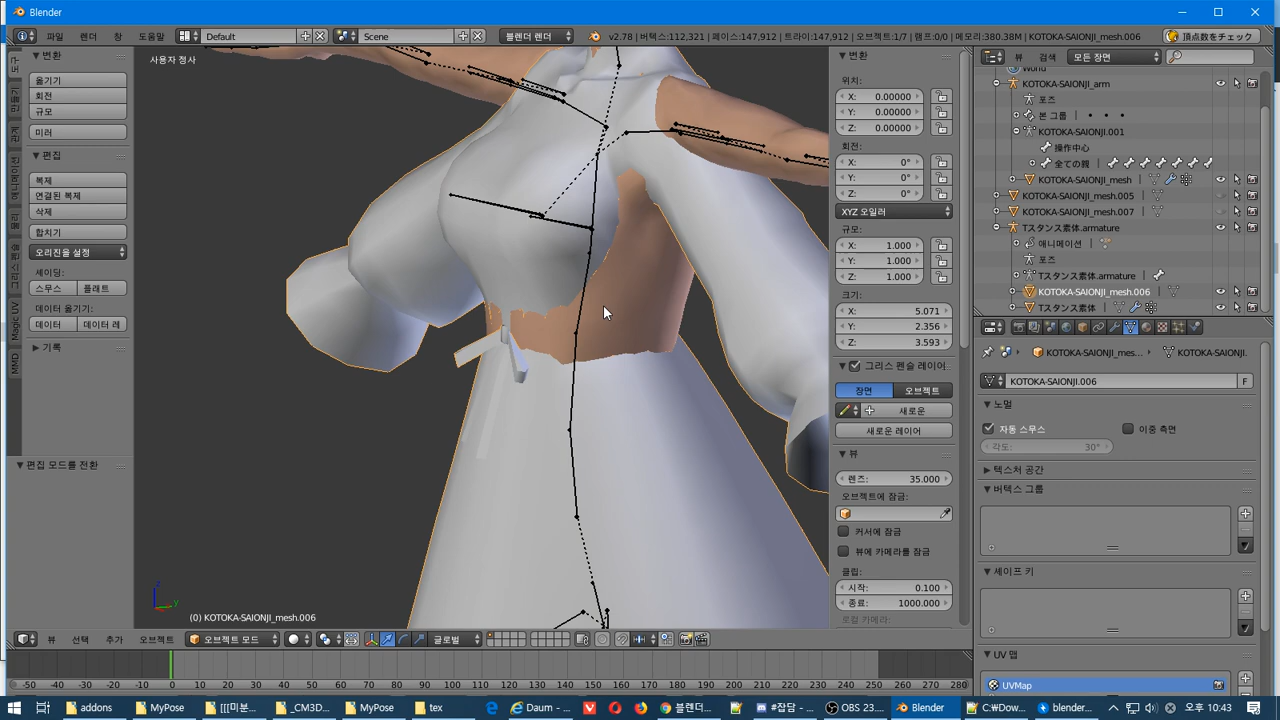 Blender
파일 렌더 창 도움말 Default Scene 블렌더 렌더 v2.78 | 버텍스:112,321 | 페이스:147,912 | 트라이:147,912 | 오브젝트:1/7 | 램프:0/0 | 메모리:380.38M | KOTOKA-SAIONJI_mesh.006 頂点数をチェック
변환
옮기기
회전
규모
미러
편집
복제
연결된 복제
삭제
합치기
오리진을 설정
셰이딩:
스무스 플래트
데이터 옮기기:
데이터 데이터 레
기록
Magic UV
MMD
편집 모드를 전환
사용자 정사
(0) KOTOKA-SAIONJI_mesh.006
z
y
변환
위치:
X: 0.00000
Y: 0.00000
Z: 0.00000
회전:
X: 0°
Y: 0°
Z: 0°
XYZ 오일러
규모:
X: 1.000
Y: 1.000
Z: 1.000
크기:
X: 5.071
Y: 2.356
Z: 3.593
그리스 펜슬 레이어
장면 오브젝트
새로운
새로운 레이어
뷰
렌즈: 35.000
오브젝트에 잠금:
커서에 잠금
뷰에 카메라를 잠금
클립:
시작: 0.100
종료: 1000.000
로컬 카메라:
뷰 검색 모든 장면
World
KOTOKA-SAIONJI_arm
포즈
본 그룹
KOTOKA-SAIONJI.001
操作中心
全ての親
KOTOKA-SAIONJI_mesh
KOTOKA-SAIONJI_mesh.005
KOTOKA-SAIONJI_mesh.007
Tスタンス素体.armature
애니메이션
포즈
Tスタンス素体.armature
KOTOKA-SAIONJI_mesh.006
Tスタンス素体
KOTOKA-SAIONJI_mes... KOTOKA-SAIONJI.
KOTOKA-SAIONJI.006 F
노멀
자동 스무스 이중 측면
각도: 30°
텍스처 공간
버텍스 그룹
셰이프 키
UV 맵
UVMap
뷰 선택 추가 오브젝트 오브젝트 모드 글로벌
-50 -40 -30 -20 -10 0 10 20 30 40 50 60 70 80 90 100 110 120 130 140 150 160 170 180 190 200 210 220 230 240 250 260 270 280
addons MyPose [[[미분... _CM3D... MyPose tex Daum - ... 블렌더... #잡담 - ... OBS 23.... Blender C:₩Dow... blender... 오후 10:43